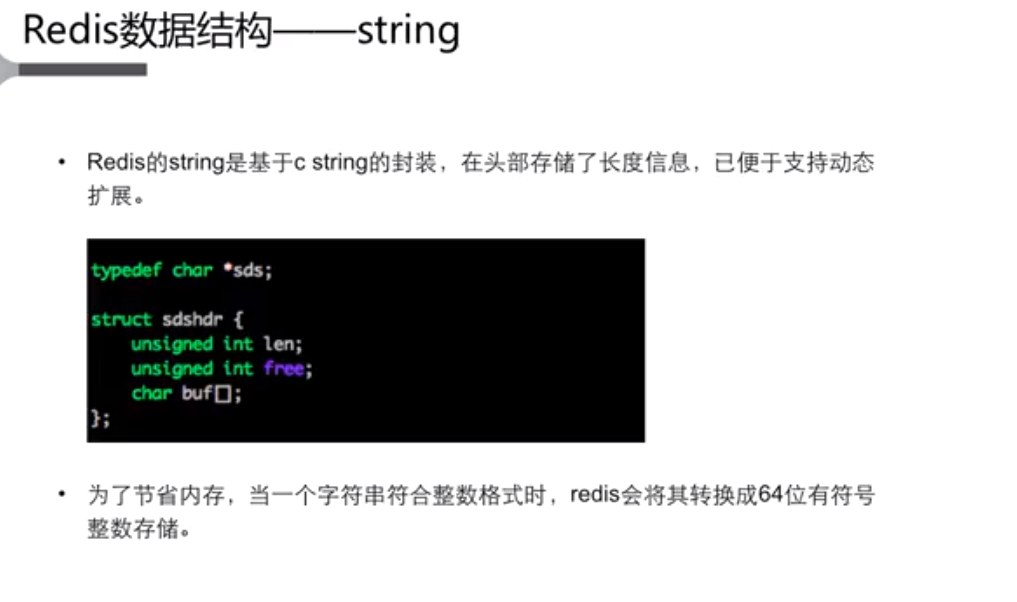 Redis数据结构——string
• Redis的string是基于c string的封装，在头部存储了长度信息，已便于支持动态
扩展。
typedef char *sds;
struct sdshdr {
unsigned int len;
unsigned int free;
char buf[];
};
• 为了节省内存，当一个字符串符合整数格式时，redis会将其转换成64位有符号
整数存储。